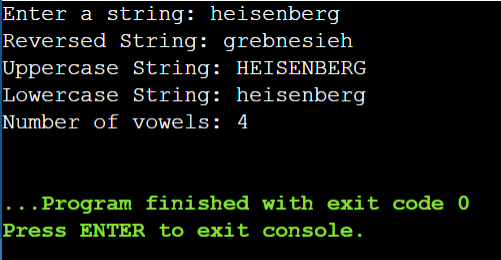 Enter a string: heisenberg
Reversed String: grebnesieh
Uppercase String: HEISENBERG
Lowercase String: heisenberg
Number of vowels: 4
...Program finished with exit code 0
Press ENTER to exit console.